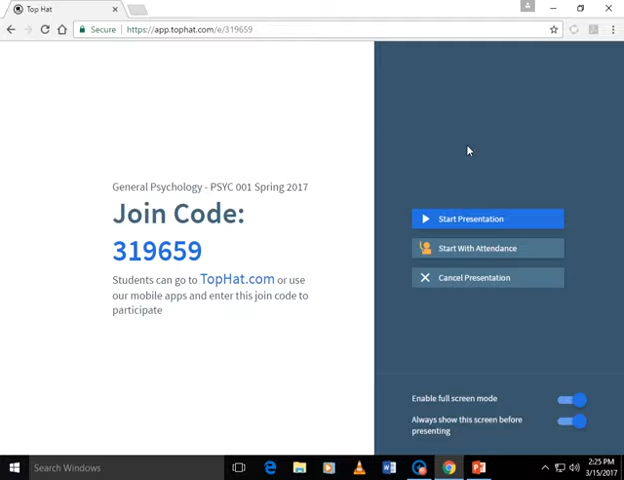 Top Hat
Secure
https://app.tophat.com/e/319659
General Psychology - PSYC 001 Spring 2017
Join Code:
319659
Students can go to TopHat.com or use
our mobile apps and enter this join code to
participate
Start Presentation
Start With Attendance
Cancel Presentation
Enable full screen mode
Always show this screen before
presenting
Search Windows
2:25 PM
3/15/2017